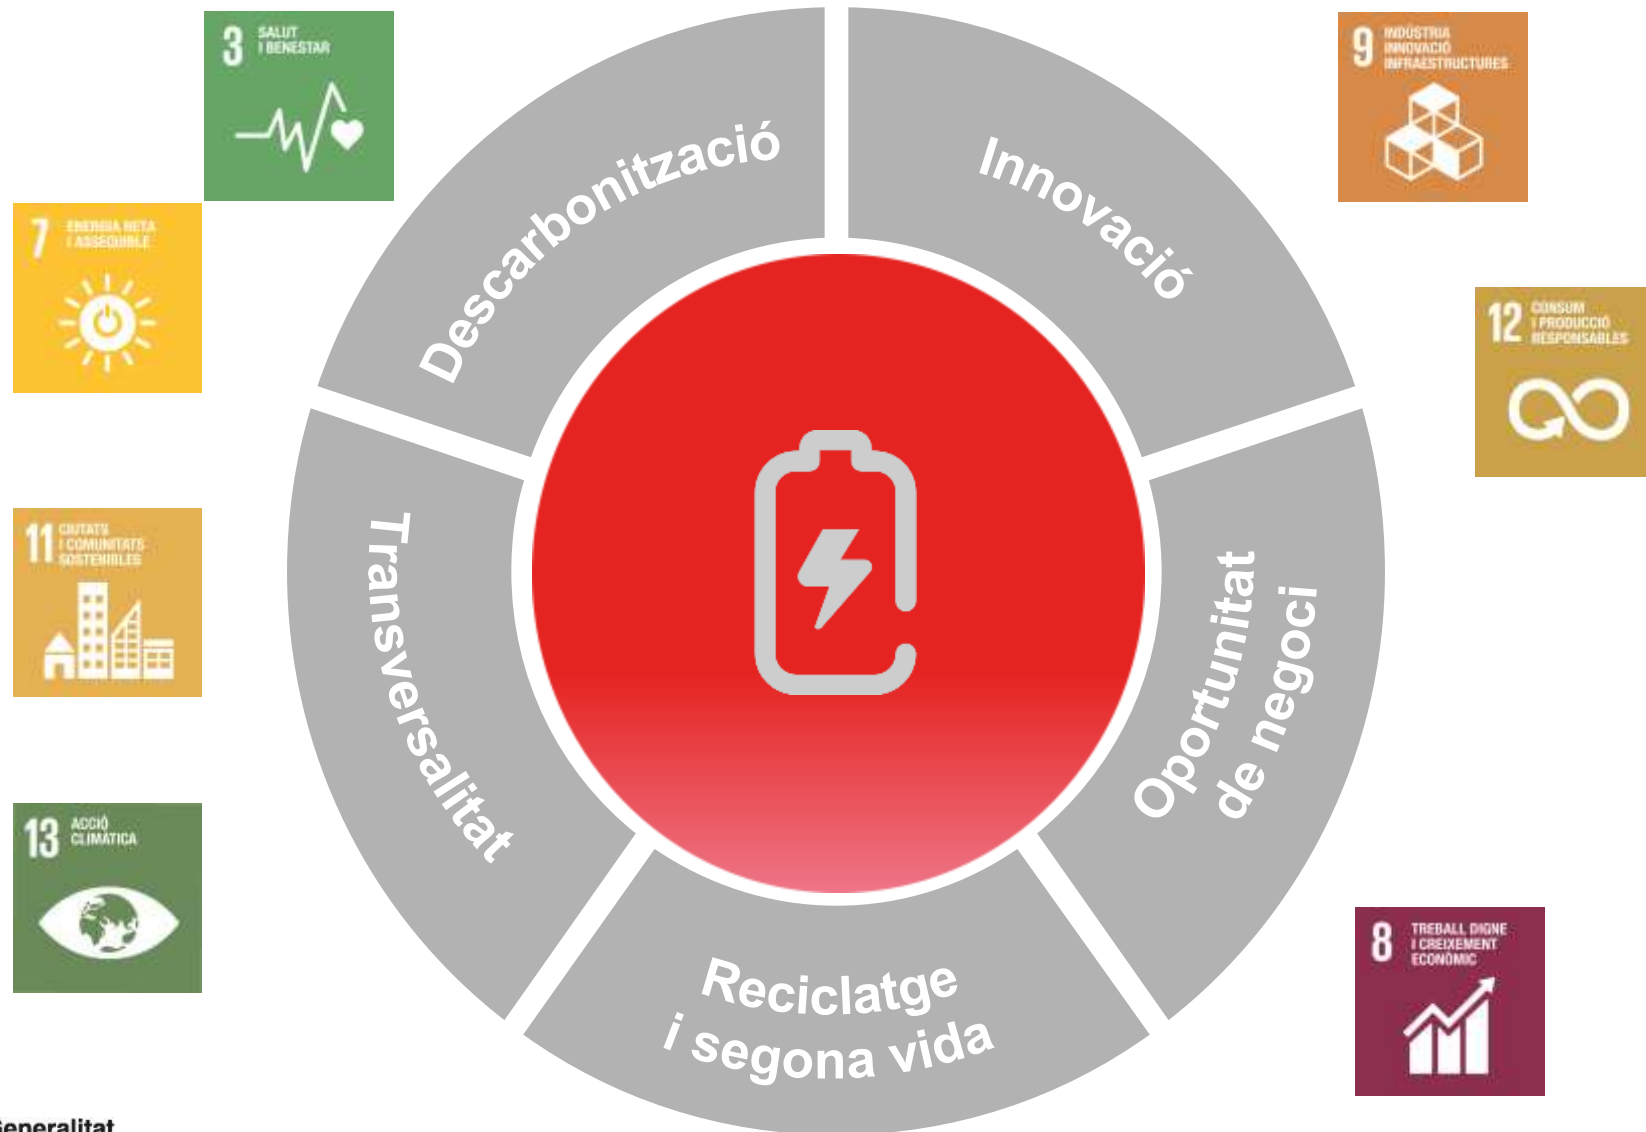 3 SALUT
I BENESTAR
9 INDÚSTRIA
INNOVACIÓ
INFRAESTRUCTURES
Descarbonització
Innovació
7 ENERGIA NETA
I ASSEQUIBLE
12 CONSUM
I PRODUCCIÓ
RESPONSABLES
11 CIUTATS
I COMUNITATS
SOSTENIBLES
Transversalitat
Oportunitat
de negoci
13 ACCIÓ
CLIMÀTICA
8 TREBALL DIGNE
I CREIXEMENT
ECONÒMIC
Reciclatge
i segona vida
Generalitat